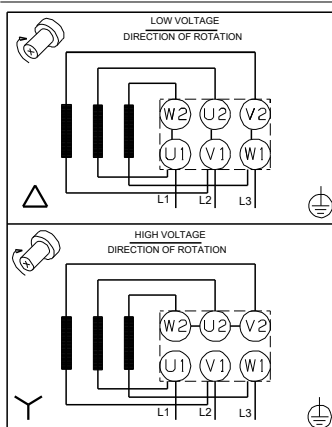 LOW VOLTAGE
DIRECTION OF ROTATION
W2 U2 V2
U1 V1 W1
L1 L2 L3
HIGH VOLTAGE
DIRECTION OF ROTATION
W2 U2 V2
U1 V1 W1
L1 L2 L3